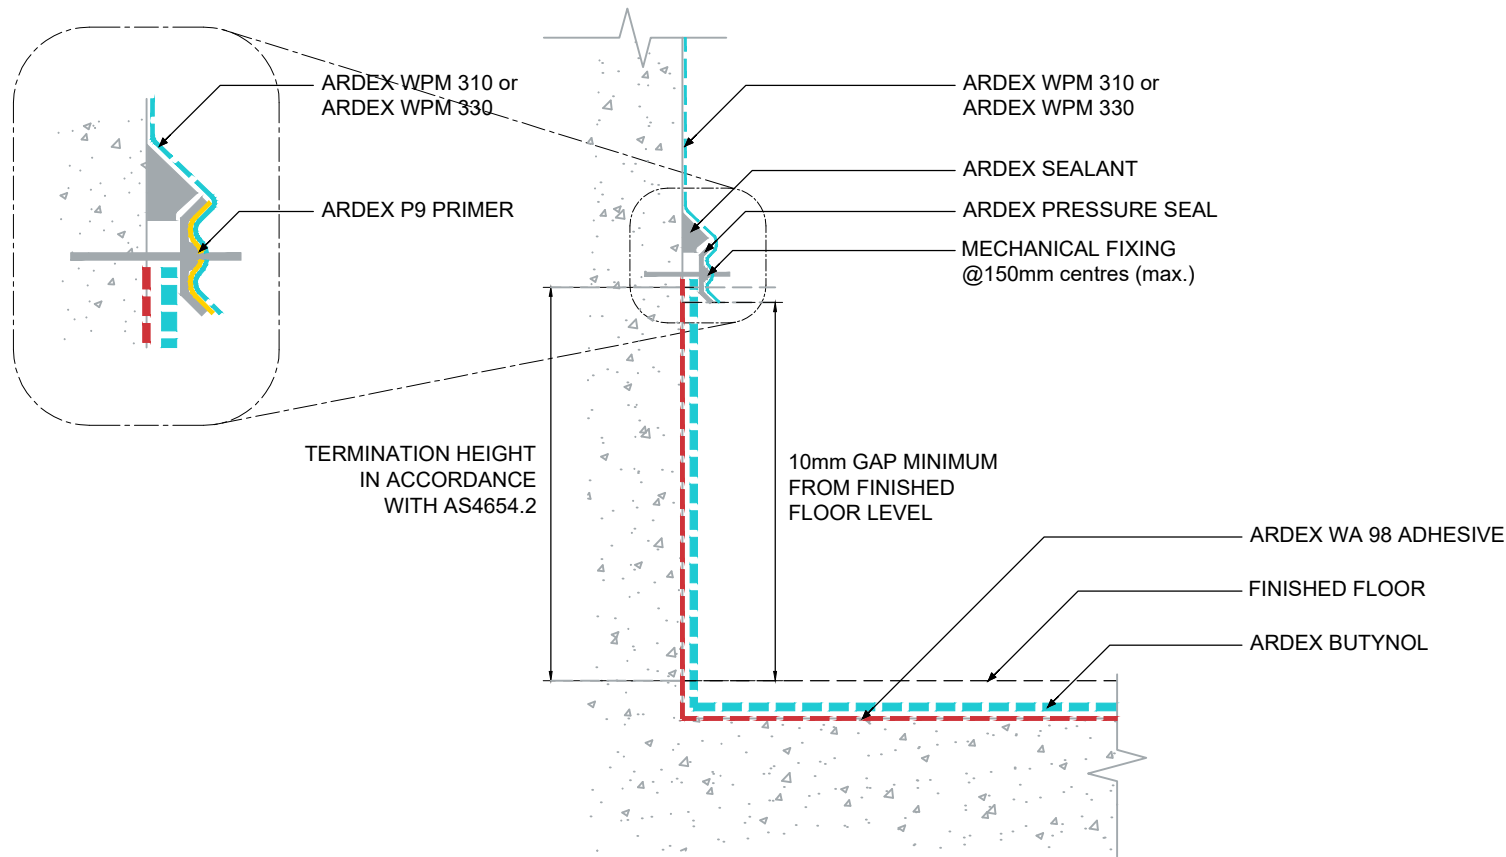 ARDEX WPM 310 or
ARDEX WPM 330
ARDEX P9 PRIMER
ARDEX WPM 310 or
ARDEX WPM 330
ARDEX SEALANT
ARDEX PRESSURE SEAL
MECHANICAL FIXING
@150mm centres (max.)
TERMINATION HEIGHT
IN ACCORDANCE
WITH AS4654.2
10mm GAP MINIMUM
FROM FINISHED
FLOOR LEVEL
ARDEX WA 98 ADHESIVE
FINISHED FLOOR
ARDEX BUTYNOL